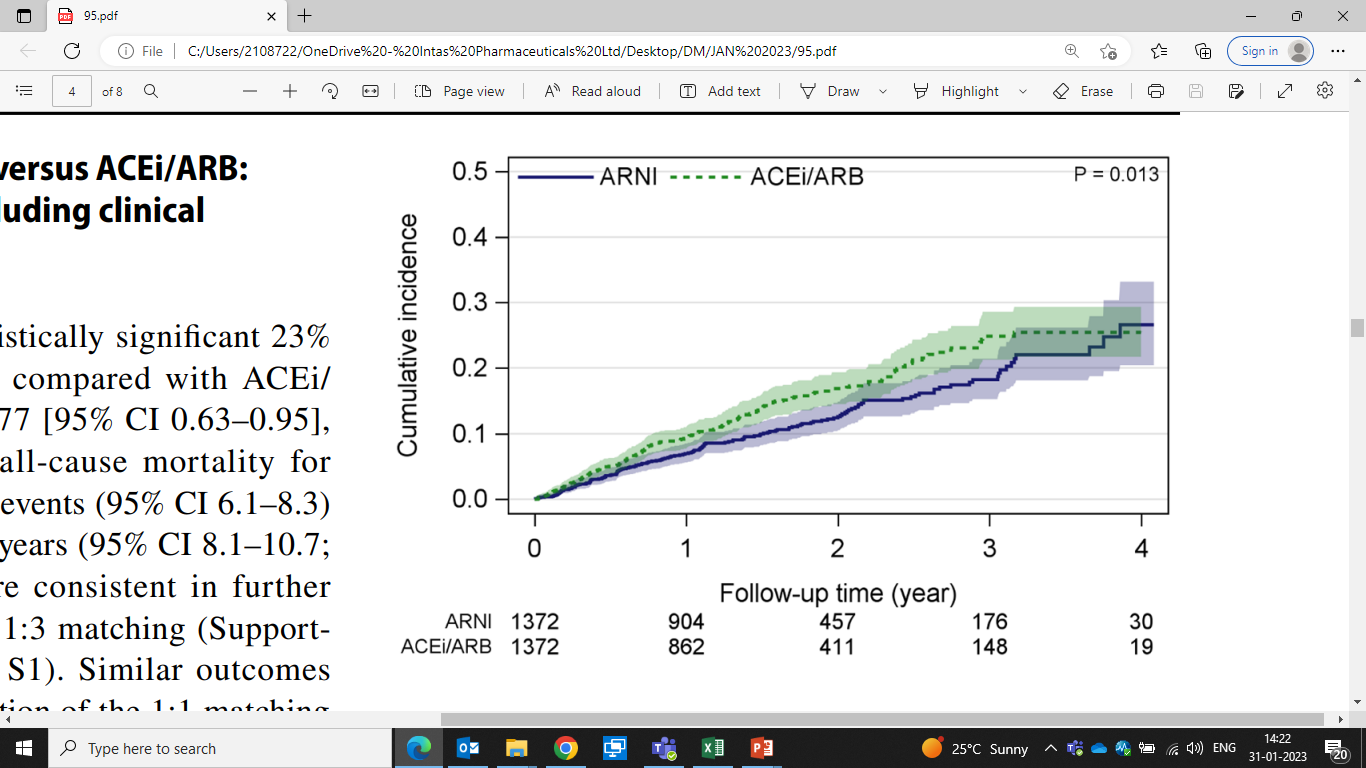 95.pdf
File
C:/Users/2108722/OneDrive%20-%20Intas%20Pharmaceuticals%20Ltd/Desktop/DM/JAN%202023/95.pdf
Sign in
4 of 8
Page view
Read aloud
Add text
Draw
Highlight
Erase
versus ACEi/ARB:
luding clinical
istically significant 23%
compared with ACEi/
77 [95% CI 0.63–0.95],
all-cause mortality for
events (95% CI 6.1–8.3)
years (95% CI 8.1–10.7;
re consistent in further
1:3 matching (Support-
S1). Similar outcomes
tion of the 1:1 matching
ARNI ACEi/ARB P = 0.013
Cumulative incidence
0.5
0.4
0.3
0.2
0.1
0.0
0 1 2 3 4
Follow-up time (year)
ARNI 1372 904 457 176 30
ACEi/ARB 1372 862 411 148 19
Type here to search
25°C Sunny
ENG
14:22
31-01-2023
20